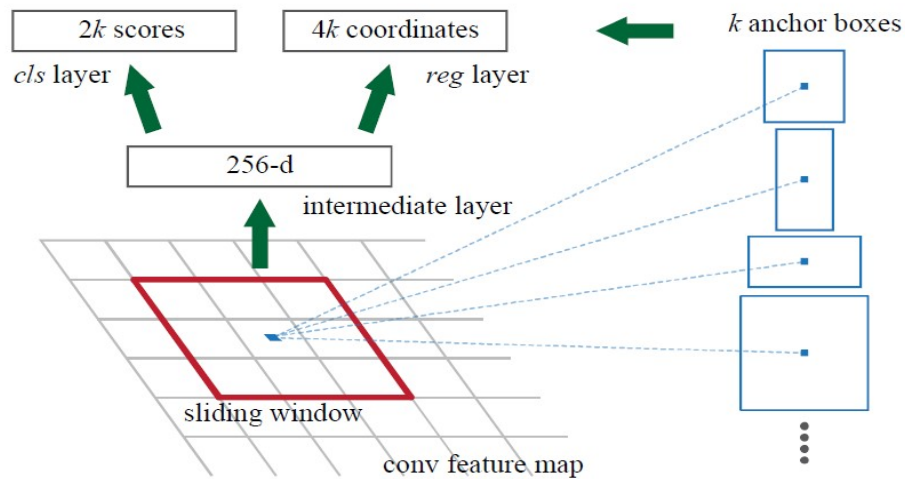 2k scores
4k coordinates
k anchor boxes
cls layer
reg layer
256-d
intermediate layer
sliding window
conv feature map